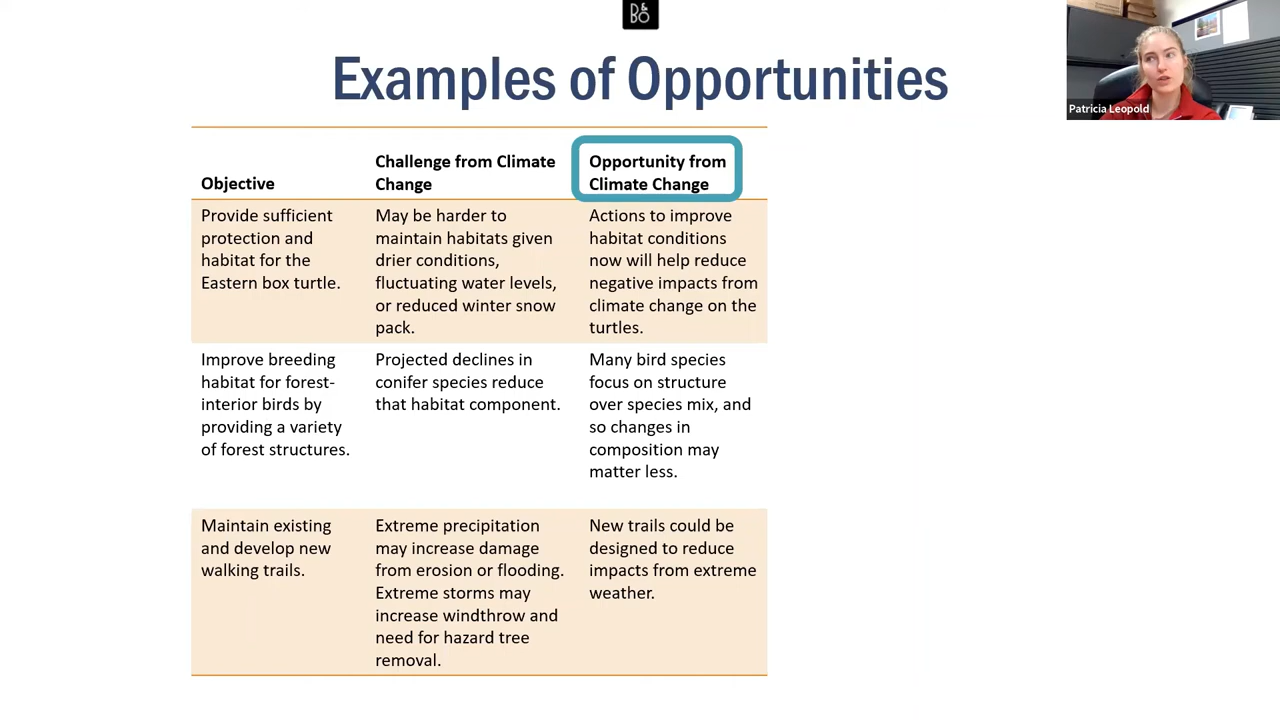 B&O
Examples of Opportunities
Patricia Leopold
Objective
Challenge from Climate
Change
Opportunity from
Climate Change
Provide sufficient
protection and
habitat for the
Eastern box turtle.
May be harder to
maintain habitats given
drier conditions,
fluctuating water levels,
or reduced winter snow
pack.
Actions to improve
habitat conditions
now will help reduce
negative impacts from
climate change on the
turtles.
Improve breeding
habitat for forest-
interior birds by
providing a variety
of forest structures.
Projected declines in
conifer species reduce
that habitat component.
Many bird species
focus on structure
over species mix, and
so changes in
composition may
matter less.
Maintain existing
and develop new
walking trails.
Extreme precipitation
may increase damage
from erosion or flooding.
Extreme storms may
increase windthrow and
need for hazard tree
removal.
New trails could be
designed to reduce
impacts from extreme
weather.